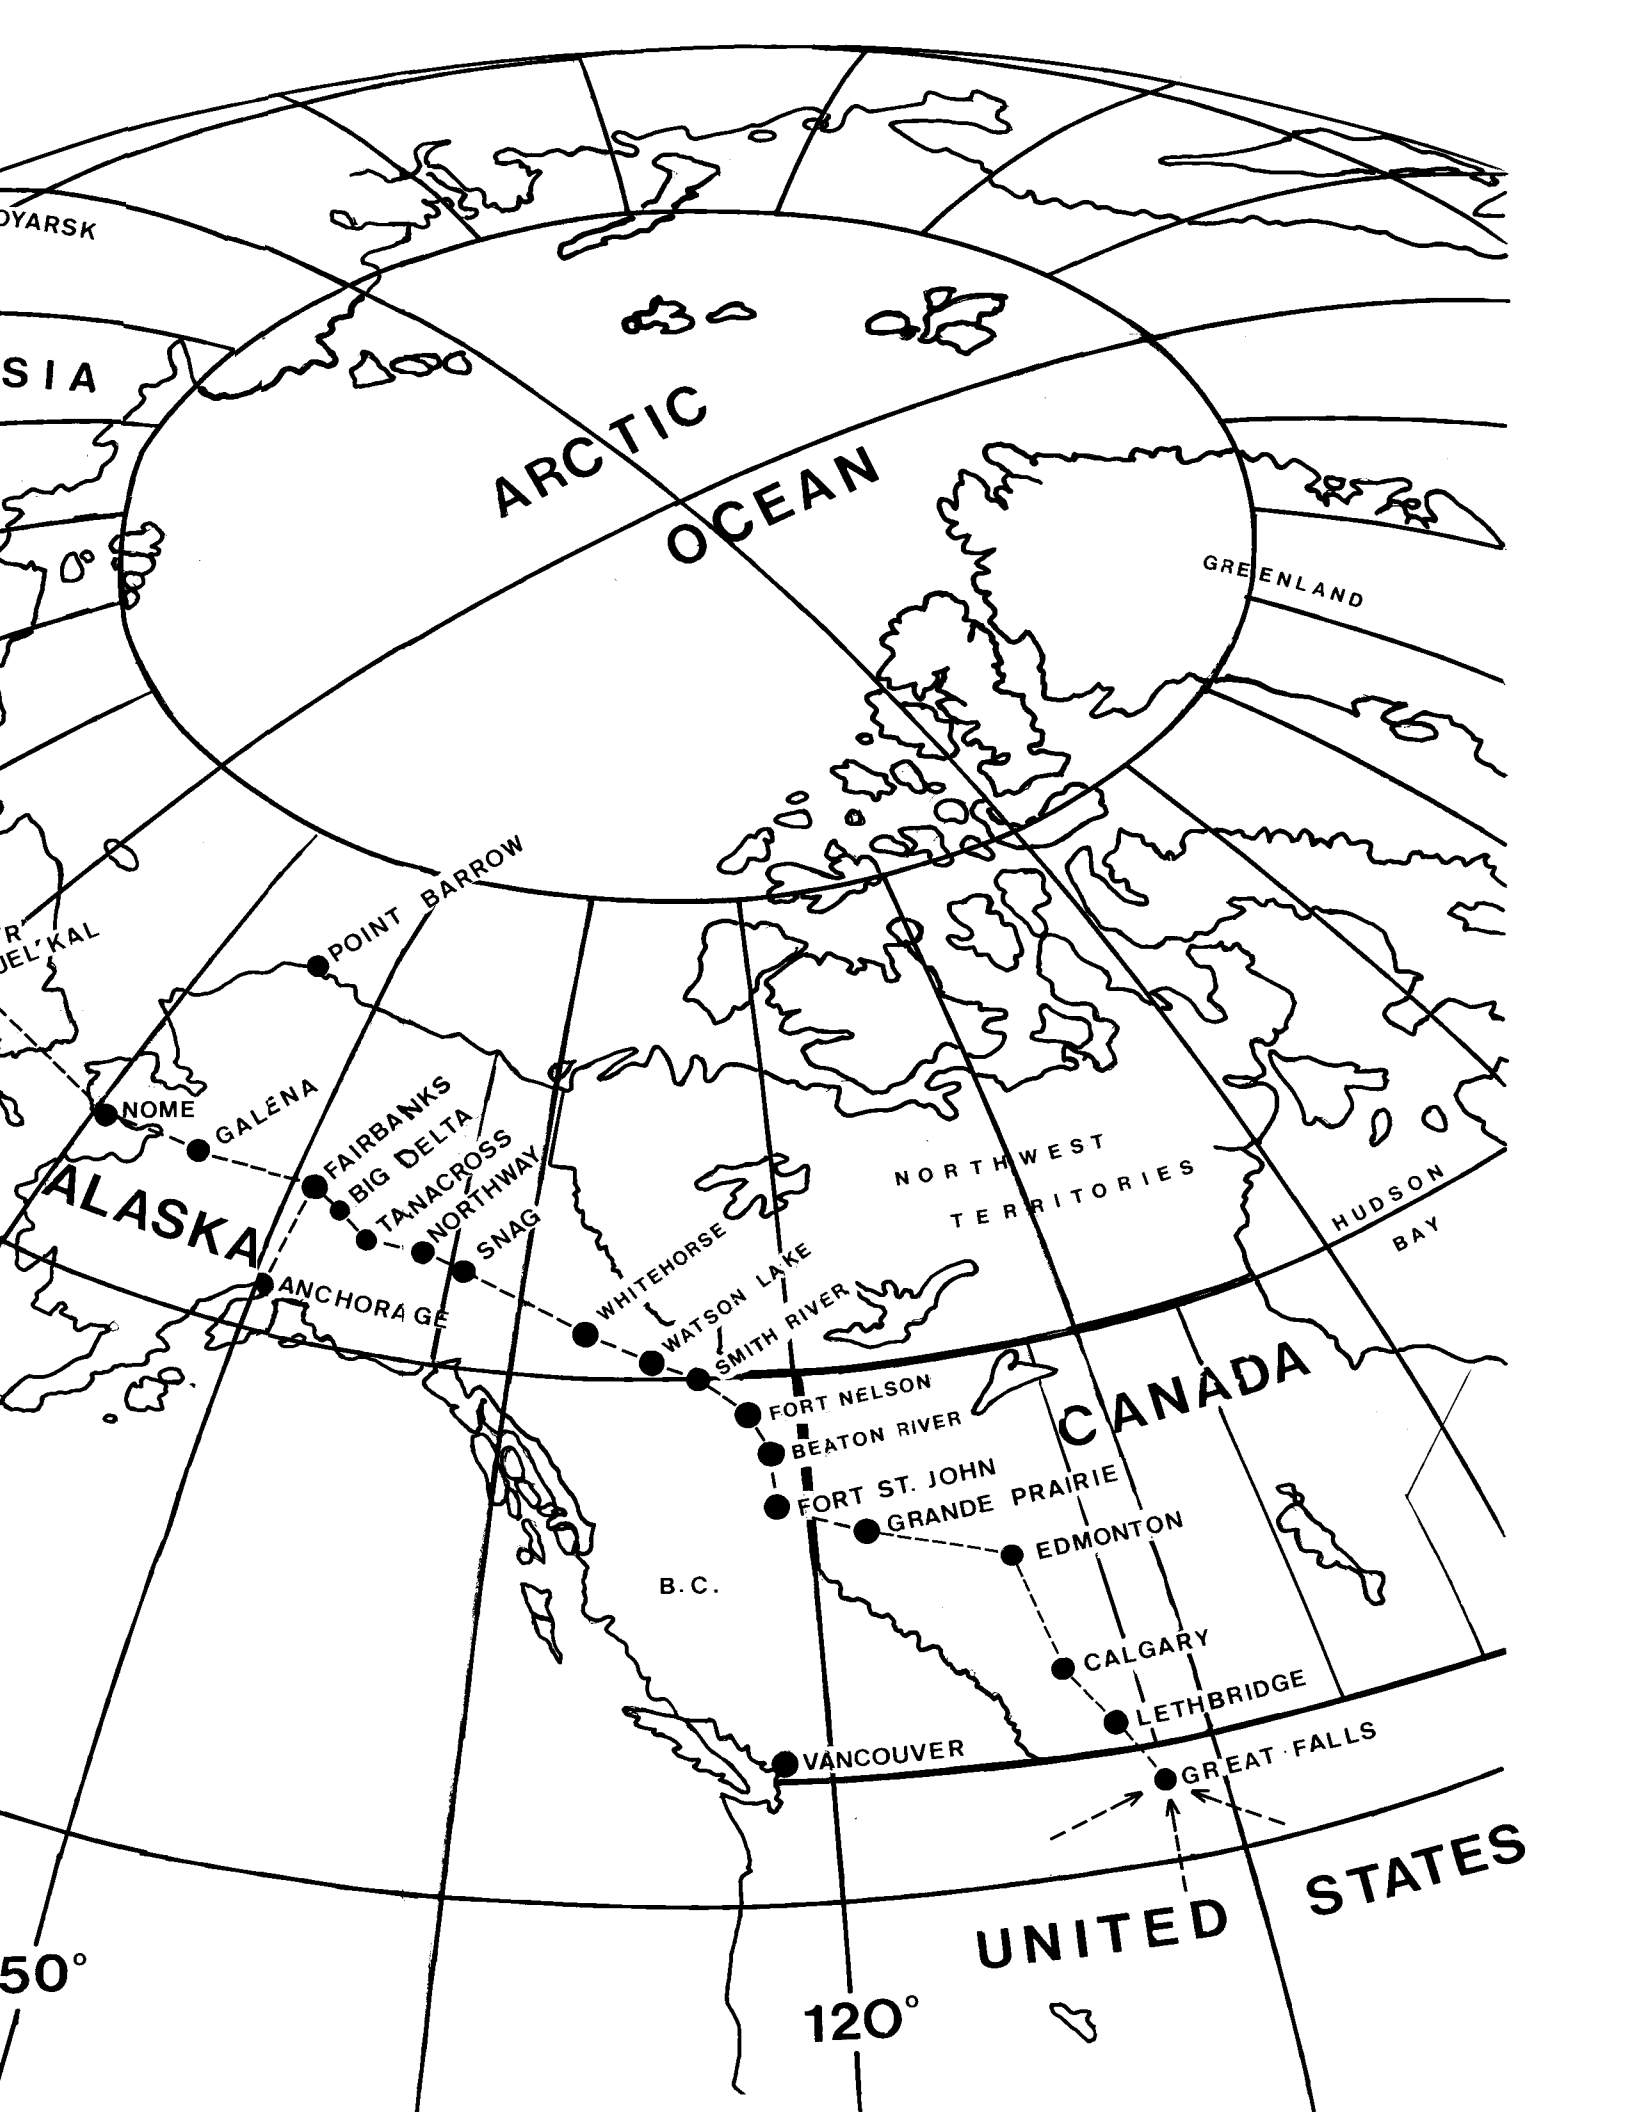 OYARSK
SIA
ARCTIC
OCEAN
GREENLAND
POINT BARROW
R
UEL'KAL
NOME
GALENA
FAIRBANKS
BIG DELTA
TANACROSS
NORTHWAY
SNAG
ALASKA
ANCHORAGE
WHITEHORSE
WATSON LAKE
SMITH RIVER
NORTHWEST
TERRITORIES
HUDSON
BAY
CANADA
FORT NELSON
BEATON RIVER
FORT ST. JOHN
GRANDE PRAIRIE
EDMONTON
B.C.
CALGARY
LETHBRIDGE
VANCOUVER
GREAT FALLS
UNITED STATES
50°
120°